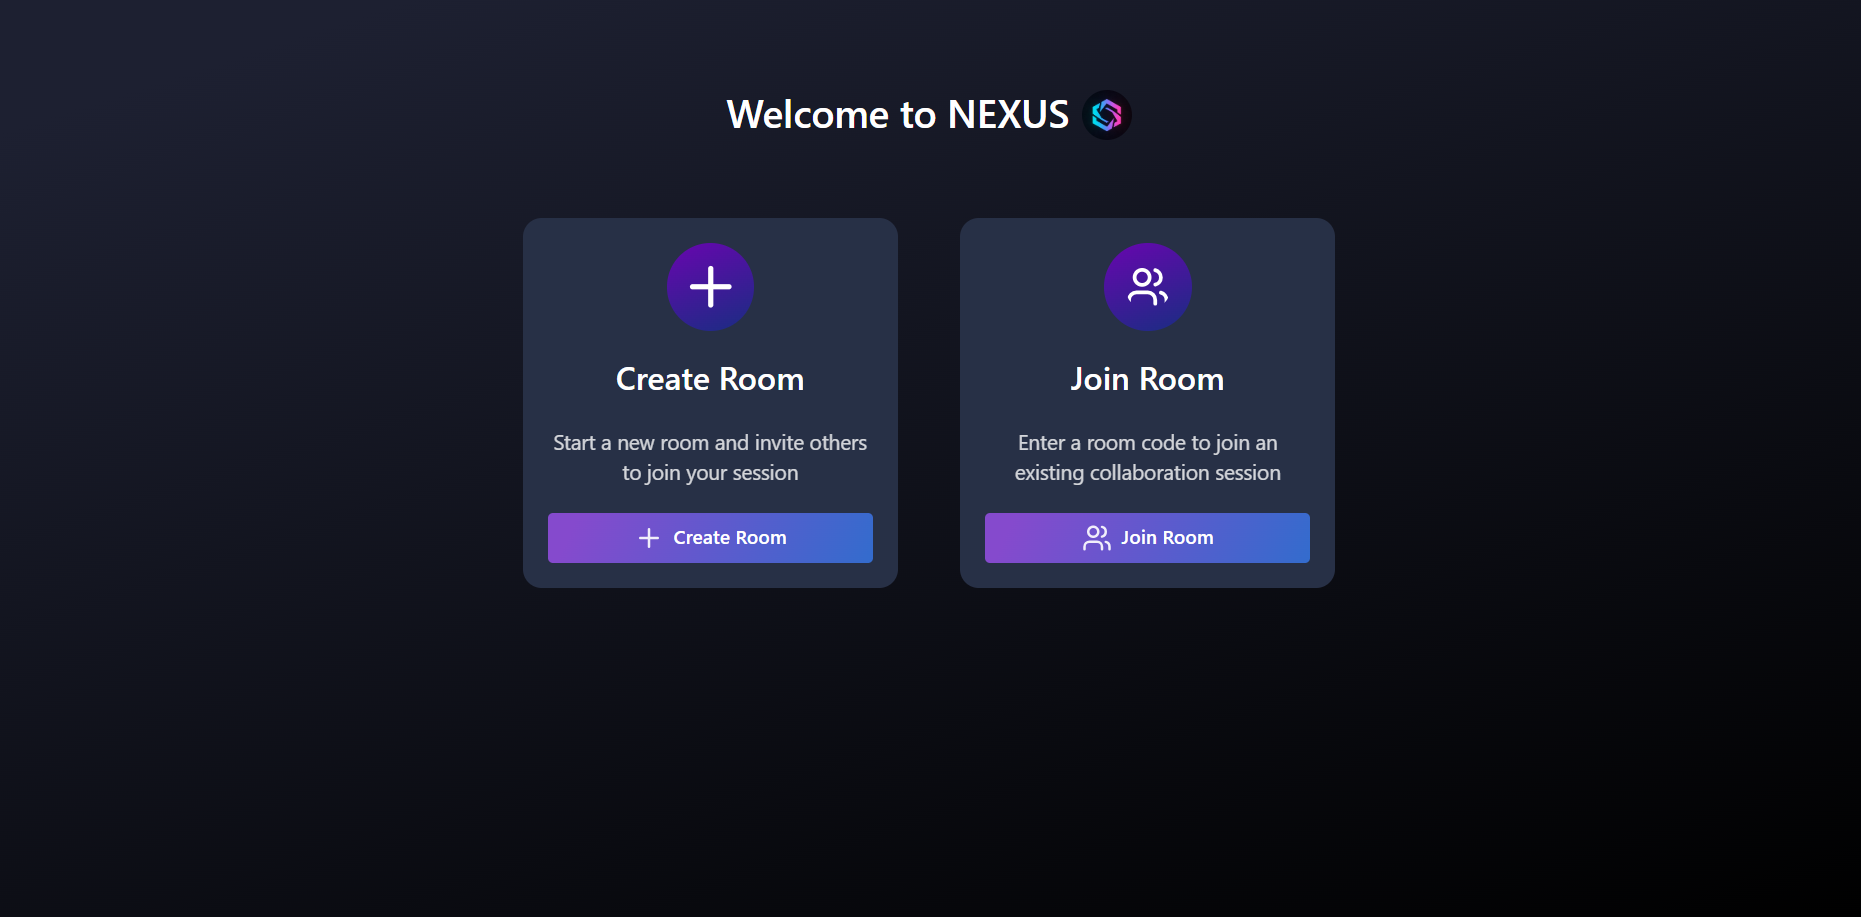 Welcome to NEXUS
Create Room
Start a new room and invite others
to join your session
Create Room
Join Room
Enter a room code to join an
existing collaboration session
Join Room